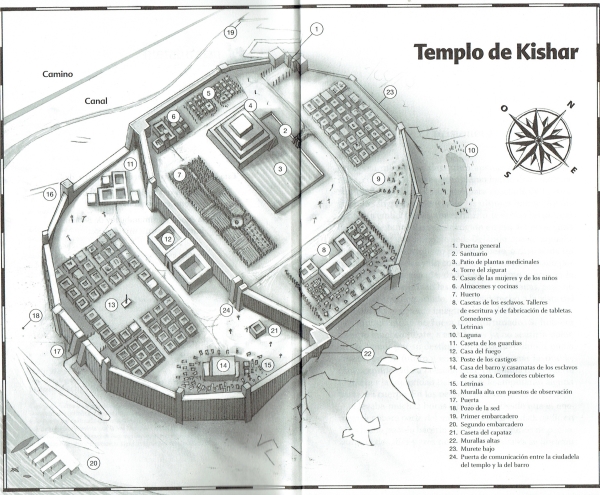 Templo de Kishar
Camino
Canal
1
19
5
23
4
6
2
3
11
7
10
9
16
12
8
13
24
18
21
14
15
17
22
20
O
N
S
E
1. Puerta general
2. Santuario
3. Patio de plantas medicinales
4. Torre del zigurat
5. Casas de las mujeres y de los niños
6. Almacenes y cocinas
7. Huerto
8. Casetas de los esclavos. Talleres
de escritura y de fabricación de tabletas.
Comedores
9. Letrinas
10. Laguna
11. Caseta de los guardias
12. Casa del fuego
13. Poste de los castigos
14. Casa del barro y casamatas de los esclavos
de esa zona. Comedores cubiertos
15. Letrinas
16. Muralla alta con puestos de observación
17. Puerta
18. Pozo de la sed
19. Primer embarcadero
20. Segundo embarcadero
21. Caseta del capataz
22. Murallas altas
23. Murete bajo
24. Puerta de comunicación entre la ciudadela
del templo y la del barro